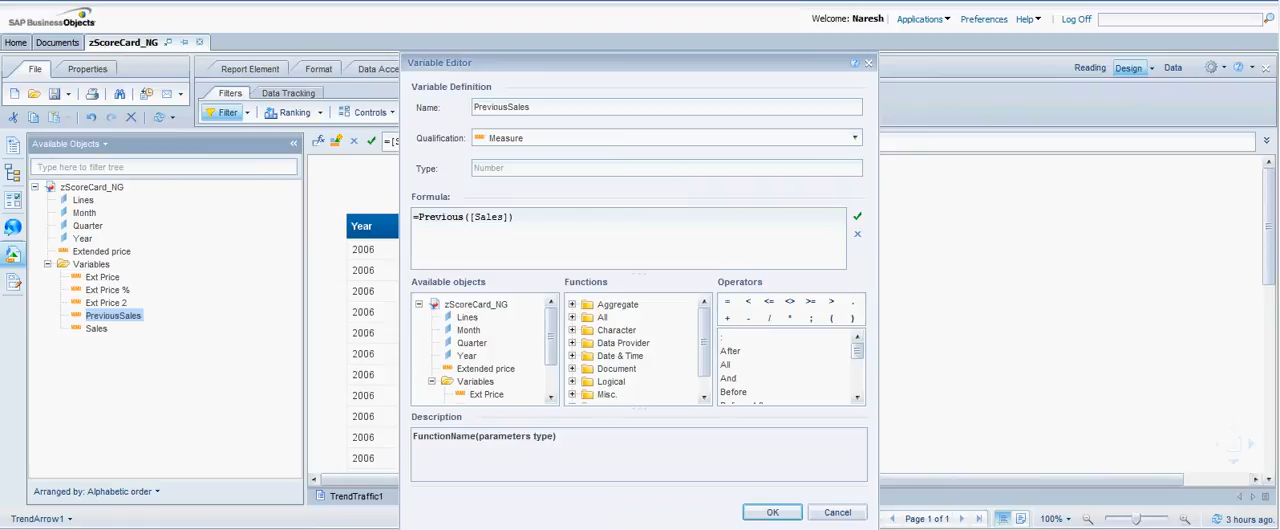 SAP BusinessObjects
Welcome: Naresh
Applications
Preferences
Help
Log Off
Home
Documents
zScoreCard_NG
File
Properties
Report Element
Format
Data Acce
Reading
Design
Data
Filters
Data Tracking
Filter
Ranking
Controls
Available Objects
=[S
Type here to filter tree
zScoreCard_NG
Lines
Month
Quarter
Year
Extended price
Variables
Ext Price
Ext Price %
Ext Price 2
PreviousSales
Sales
Arranged by: Alphabetic order
TrendArrow1
Year
2006
2006
2006
2006
2006
2006
2006
2006
2006
2006
2006
TrendTraffic1
Variable Editor
Variable Definition
Name: PreviousSales
Qualification: Measure
Type: Number
Formula:
=Previous([Sales])
Available objects
zScoreCard_NG
Lines
Month
Quarter
Year
Extended price
Variables
Ext Price
Functions
Aggregate
All
Character
Data Provider
Date & Time
Document
Logical
Misc.
Operators
= < <= <> >= > .
+ - / * ; ( )
:
After
All
And
Before
Description
FunctionName(parameters type)
OK
Cancel
Page 1 of 1
100%
3 hours ago